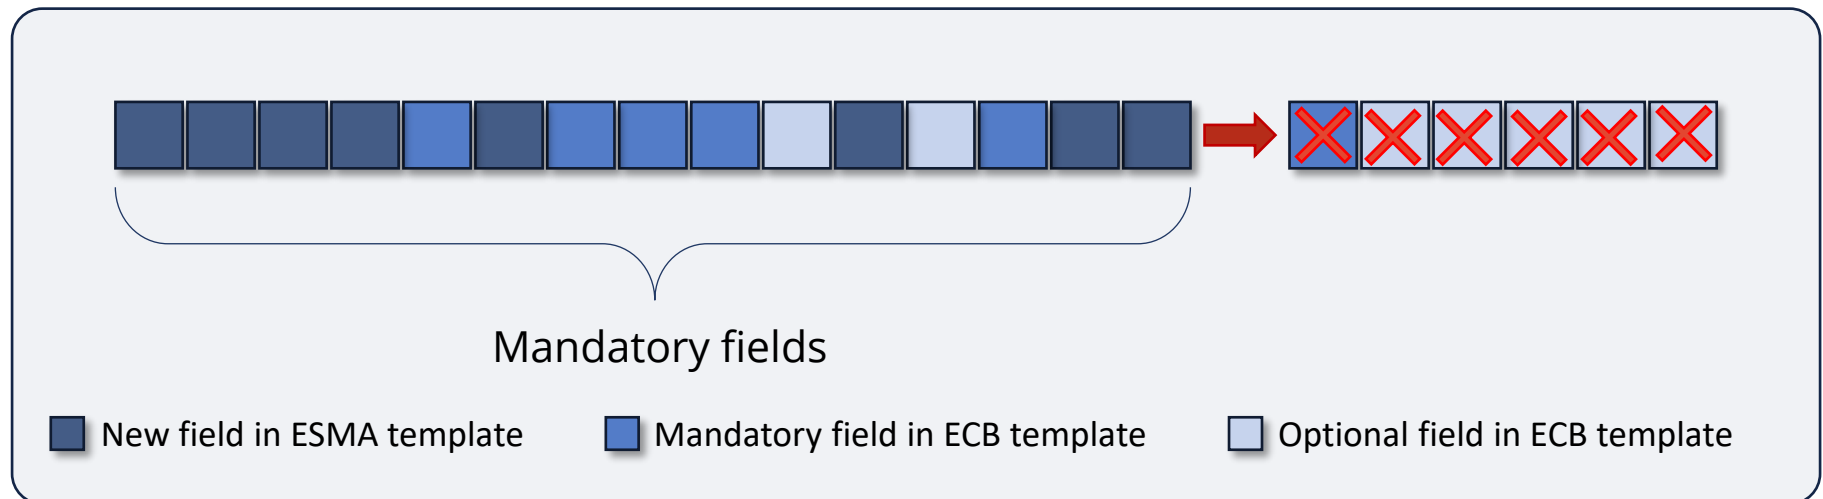 Mandatory fields
New field in ESMA template
Mandatory field in ECB template
Optional field in ECB template